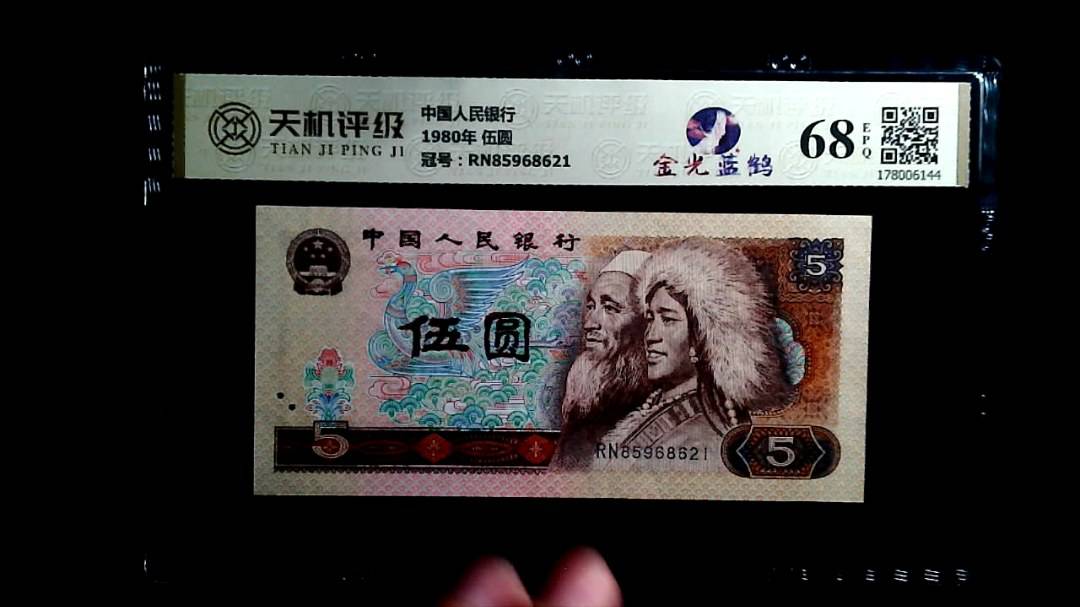 天机评级
TIAN JI PING JI
中国人民银行
1980年 伍圆
冠号：RN85968621
金光蓝鹤
68
EPQ
178006144
中国人民银行
5
伍圆
5
RN85968621
5